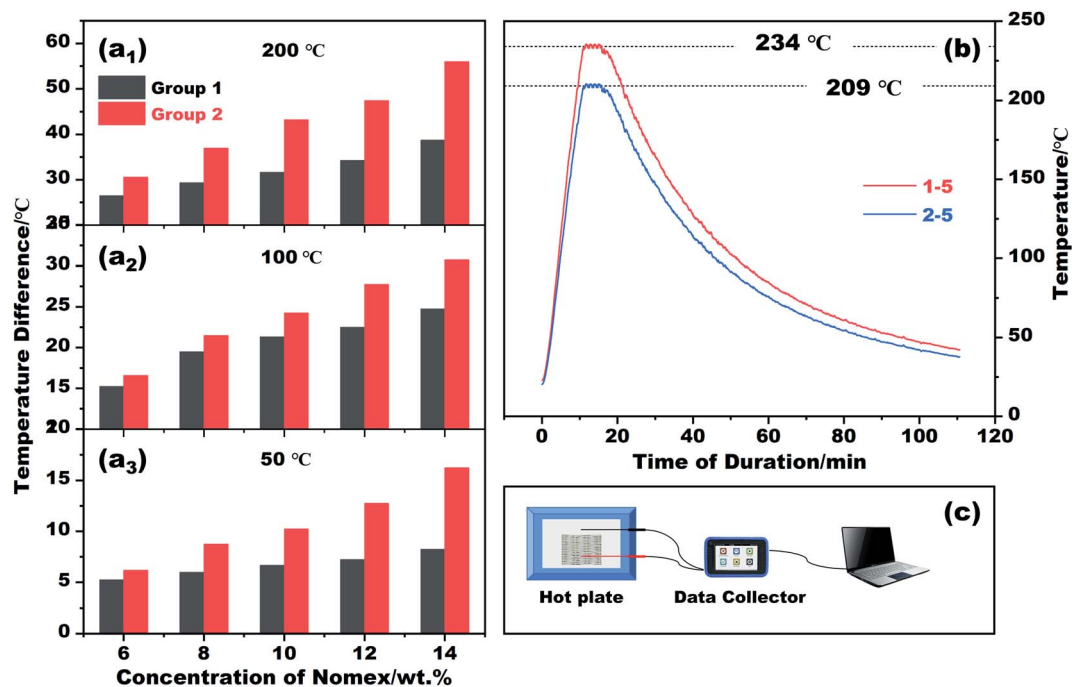 Temperature Difference/℃
(a₁)
200 ℃
Group 1
Group 2
60
50
40
30
(a₂)
100 ℃
30
25
20
15
(a₃)
50 ℃
15
10
5
0
6 8 10 12 14
Concentration of Nomex/wt.%
(b)
234 ℃
209 ℃
1-5
2-5
250
200
150
100
50
0
Temperature/℃
0 20 40 60 80 100 120
Time of Duration/min
(c)
Hot plate
Data Collector